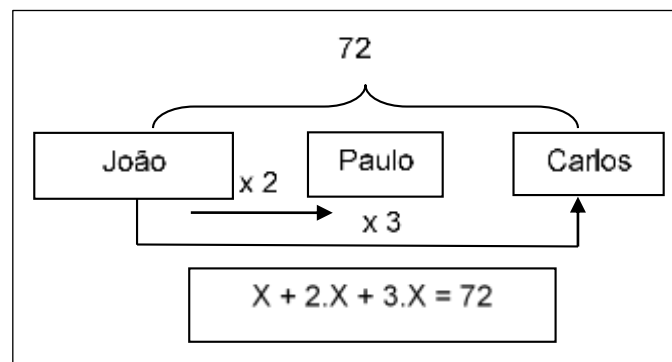 72
João
Paulo
Carlos
x 2
x 3
X + 2.X + 3.X = 72